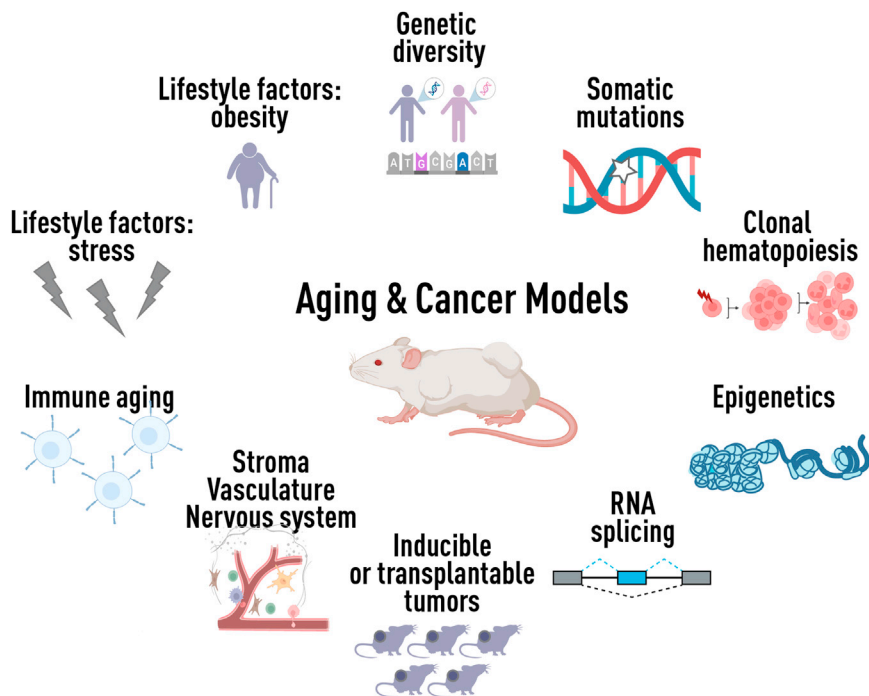 Genetic
diversity
A T G C G A C T
Lifestyle factors:
obesity
Somatic
mutations
Lifestyle factors:
stress
Clonal
hematopoiesis
Aging & Cancer Models
Immune aging
Epigenetics
Stroma
Vasculature
Nervous system
RNA
splicing
Inducible
or transplantable
tumors